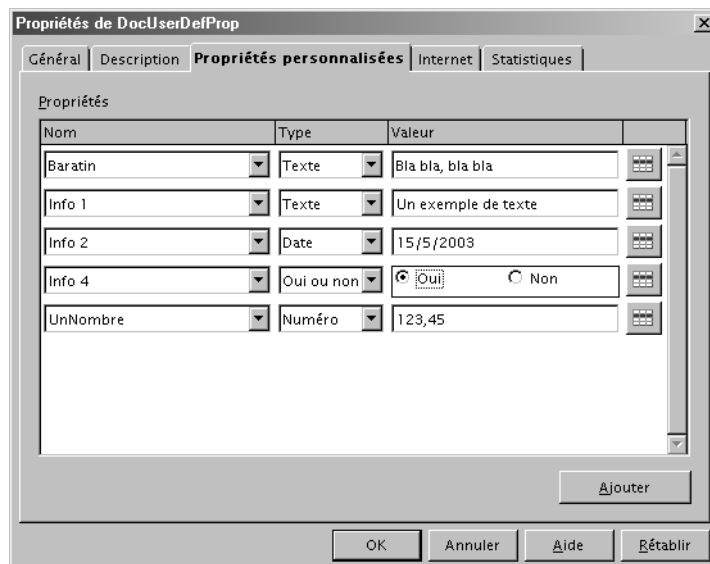 Propriétés de DocUserDefProp
Général Description Propriétés personnalisées Internet Statistiques
Propriétés
Nom Type Valeur
Baratin Texte Bla bla, bla bla
Info 1 Texte Un exemple de texte
Info 2 Date 15/5/2003
Info 4 Oui ou non Oui Non
UnNombre Numéro 123,45
Ajouter
OK Annuler Aide Rétablir